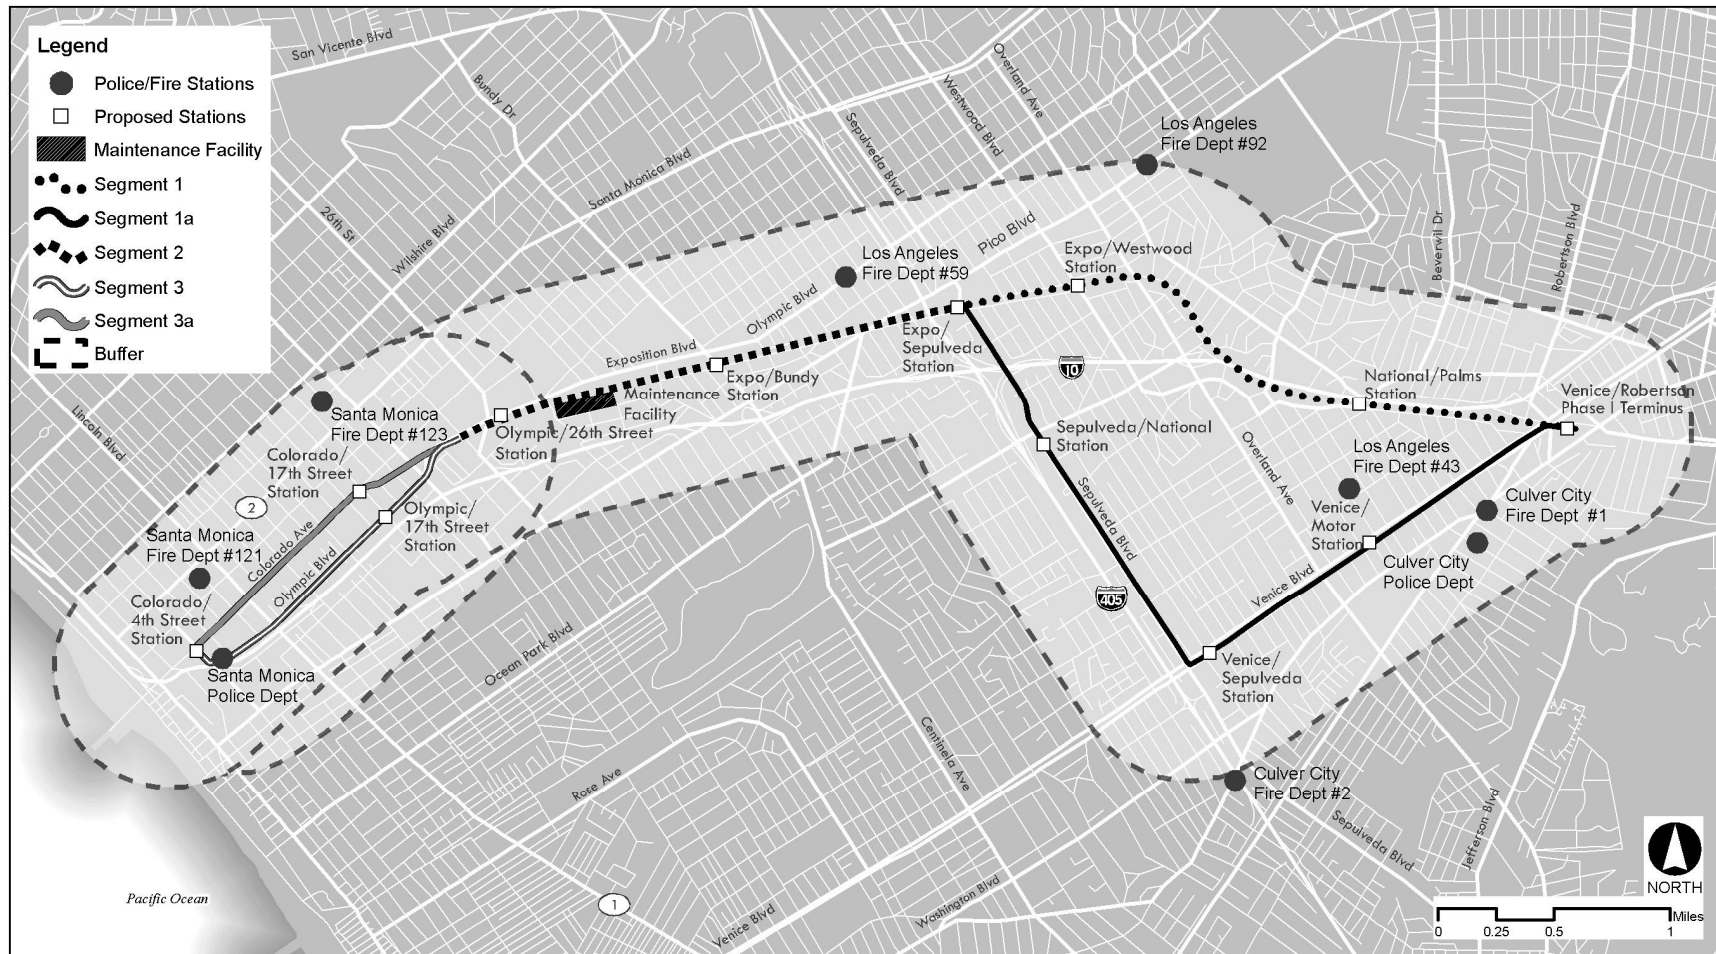 Legend
Police/Fire Stations
Proposed Stations
Maintenance Facility
Segment 1
Segment 1a
Segment 2
Segment 3
Segment 3a
Buffer
San Vicente Blvd
Bundy Dr
Santa Monica Blvd
26th St
Wilshire Blvd
Lincoln Blvd
Overland Ave
Westwood Blvd
Sepulveda Blvd
Los Angeles
Fire Dept #92
Pico Blvd
Expo/Westwood
Station
Los Angeles
Fire Dept #59
Olympic Blvd
Exposition Blvd
Expo/
Sepulveda
Station
Expo/Bundy
Station
Maintenance
Facility
Olympic/26th Street
Station
Santa Monica
Fire Dept #123
Colorado/
17th Street
Station
2
Olympic/
17th Street
Station
Santa Monica
Fire Dept #121
Colorado Ave
Olympic Blvd
Colorado/
4th Street
Station
Santa Monica
Police Dept
Beverwil Dr
Robertson Blvd
10
National/Palms
Station
Venice/Robertson
Phase I Terminus
Sepulveda/National
Station
Overland Ave
Los Angeles
Fire Dept #43
Venice/
Motor
Station
Culver City
Fire Dept #1
Culver City
Police Dept
Sepulveda Blvd
405
Venice Blvd
Venice/
Sepulveda
Station
Culver City
Fire Dept #2
Ocean Park Blvd
Rose Ave
Centinela Ave
Sepulveda Blvd
Jefferson Blvd
Washington Blvd
Venice Blvd
1
Pacific Ocean
NORTH
Miles
0 0.25 0.5 1